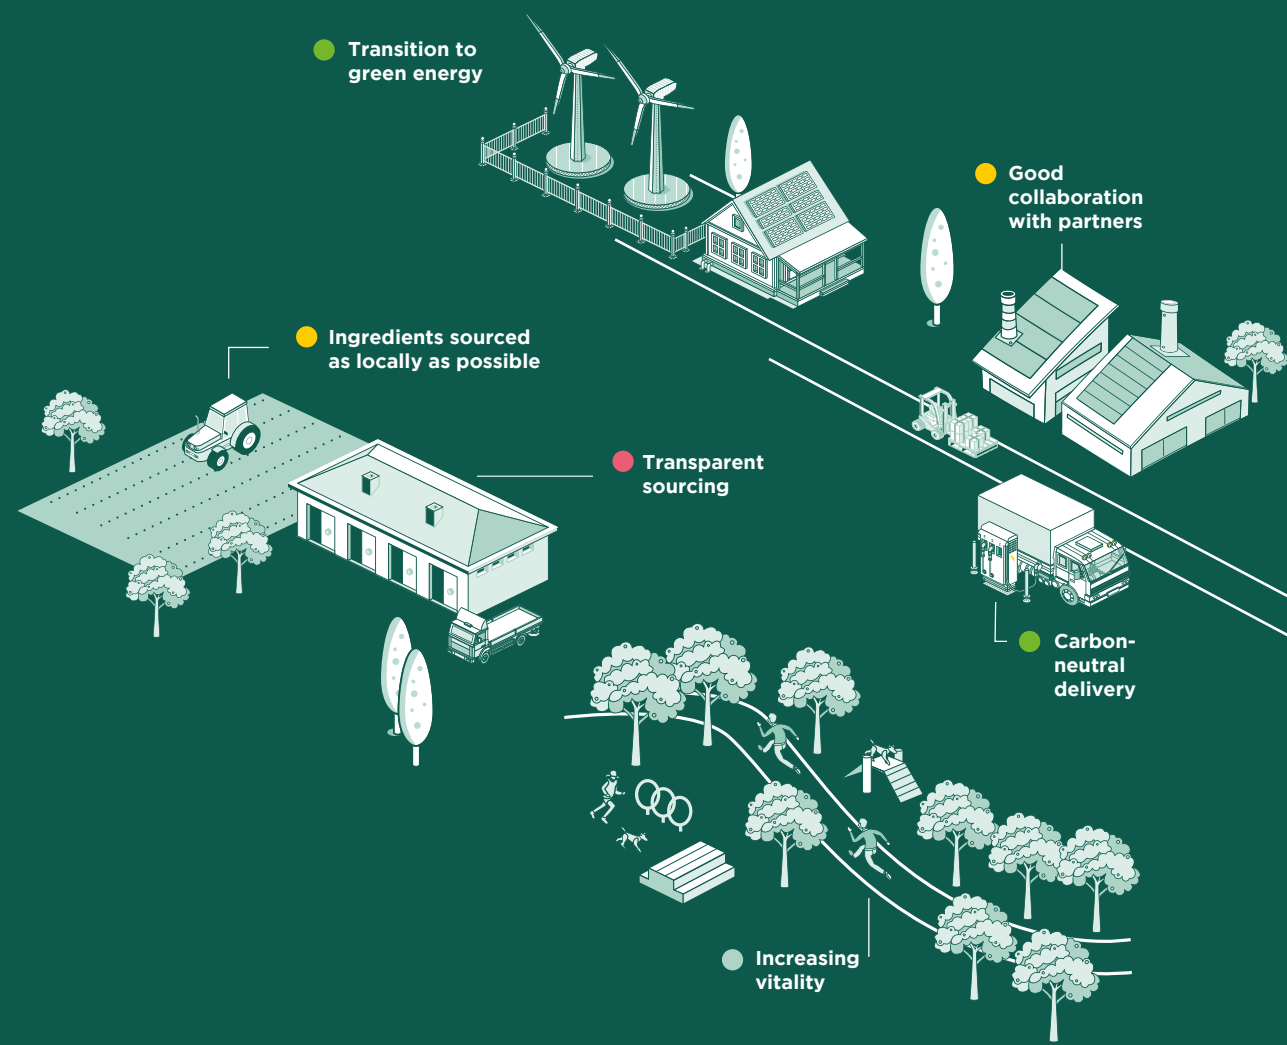 Transition to
green energy
Good
collaboration
with partners
Ingredients sourced
as locally as possible
Transparent
sourcing
Carbon-
neutral
delivery
Increasing
vitality